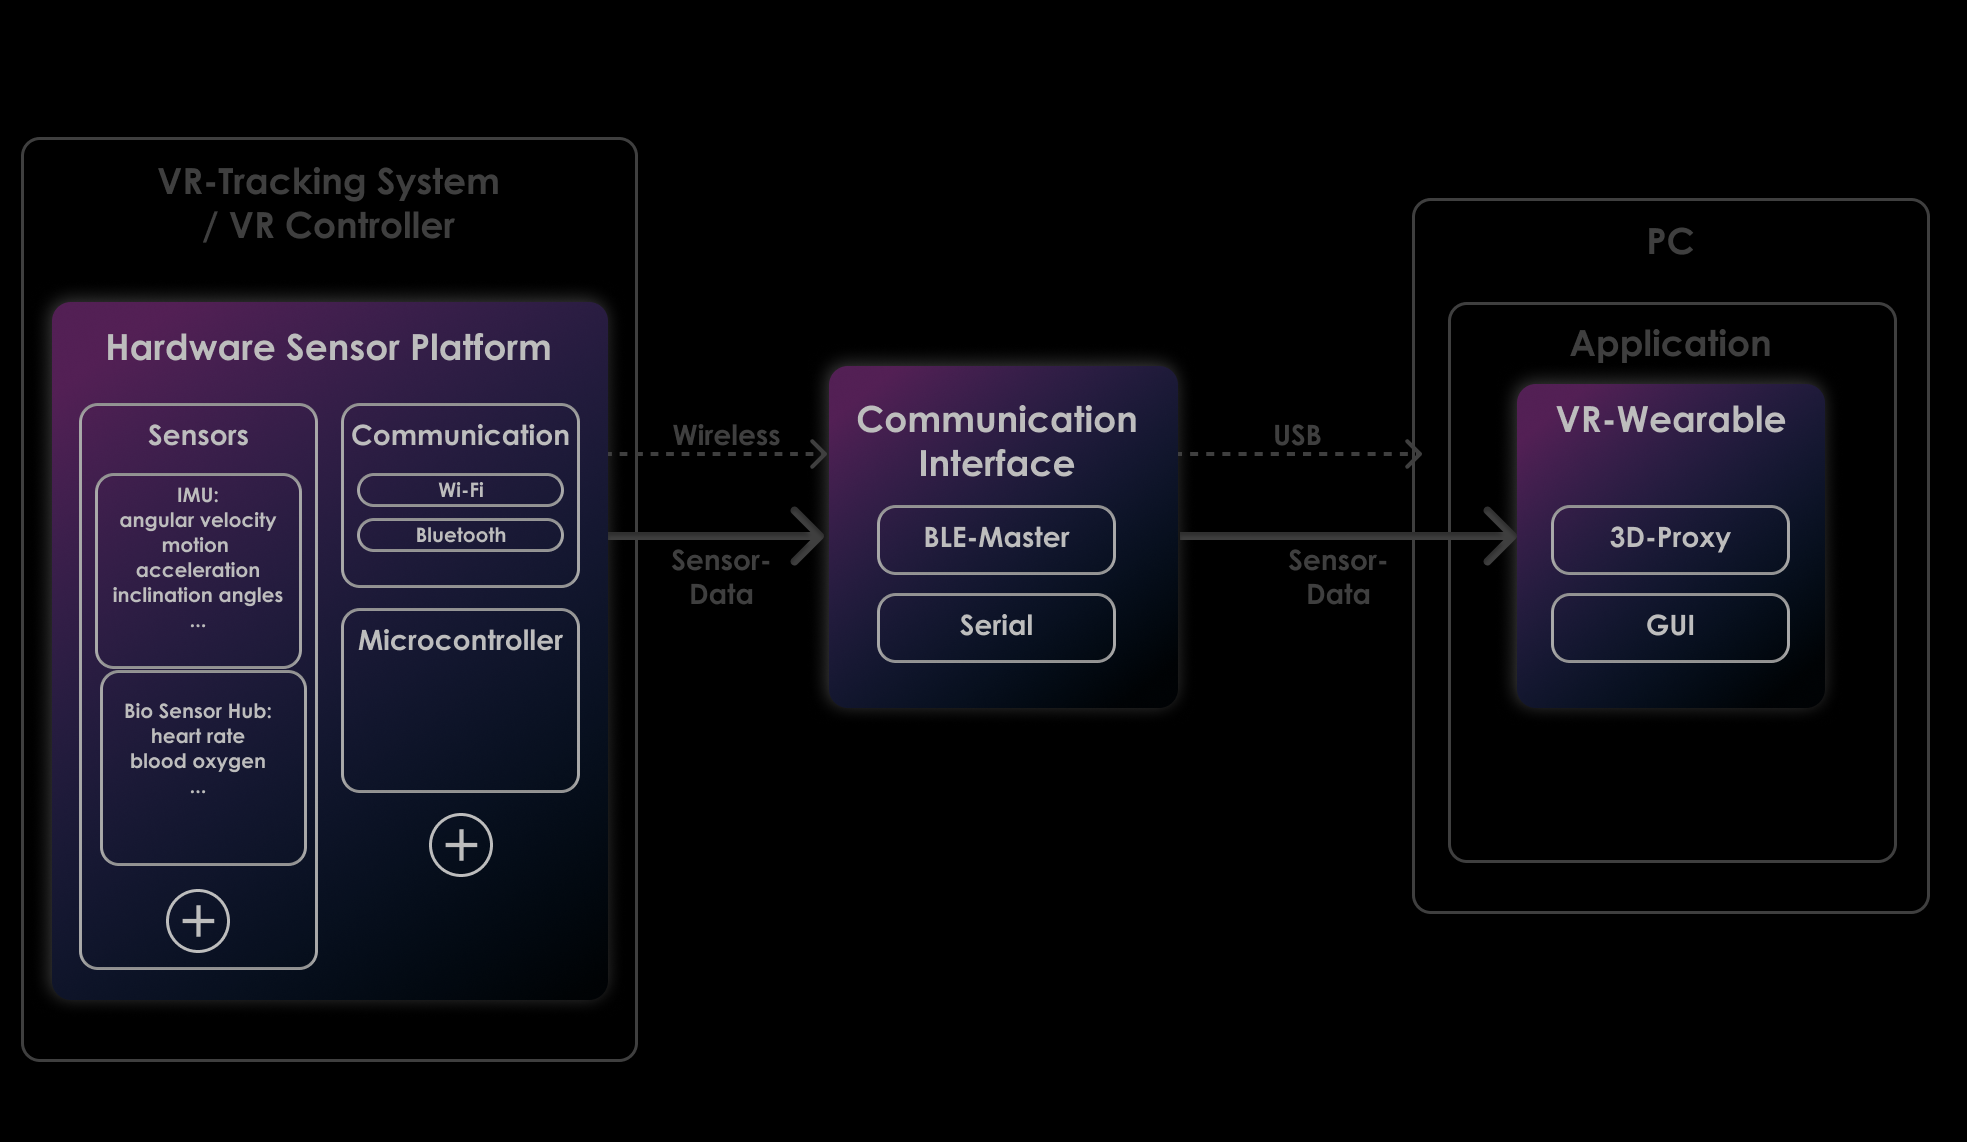 VR-Tracking System
/ VR Controller
Hardware Sensor Platform
Sensors
IMU:
angular velocity
motion
acceleration
inclination angles
...
Bio Sensor Hub:
heart rate
blood oxygen
...
Communication
Wi-Fi
Bluetooth
Microcontroller
Wireless
Sensor-
Data
Communication
Interface
BLE-Master
Serial
USB
Sensor-
Data
PC
Application
VR-Wearable
3D-Proxy
GUI